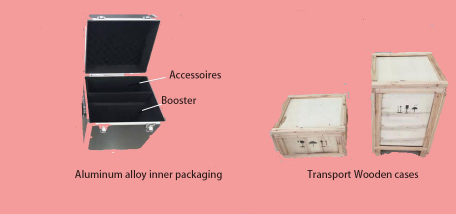 Accessoires
Booster
Aluminum alloy inner packaging
Transport Wooden cases